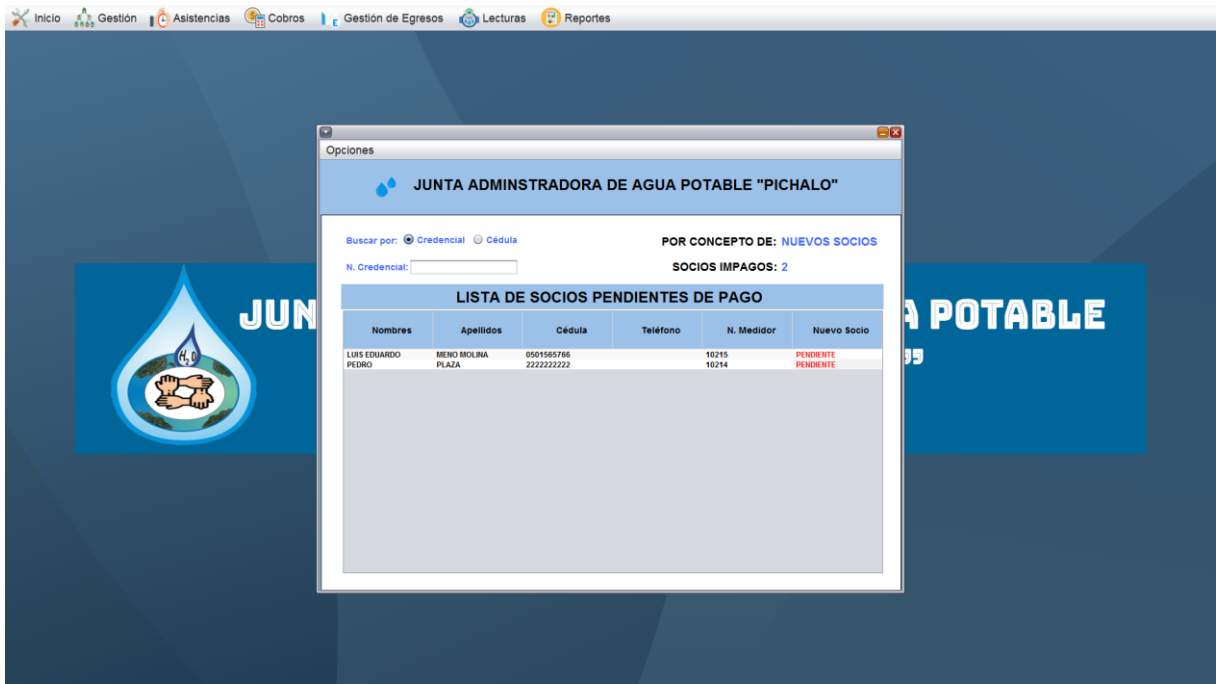 Inicio Gestión Asistencias Cobros Gestión de Egresos Lecturas Reportes
Opciones
JUNTA ADMINSTRADORA DE AGUA POTABLE "PICHALO"
Buscar por: Credencial Cédula
POR CONCEPTO DE: NUEVOS SOCIOS
N. Credencial:
SOCIOS IMPAGOS: 2
LISTA DE SOCIOS PENDIENTES DE PAGO
Nombres Apellidos Cédula Teléfono N. Medidor Nuevo Socio
LUIS EDUARDO MENO MOLINA 0501565766 10215 PENDIENTE
PEDRO PLAZA 2222222222 10214 PENDIENTE
JUN
POTABLE
H2O